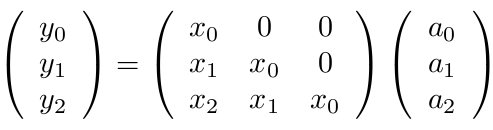 ( y₀ ) = ( x₀ 0 0 ) ( a₀ )
( y₁ ) = ( x₁ x₀ 0 ) ( a₁ )
( y₂ ) = ( x₂ x₁ x₀ ) ( a₂ )